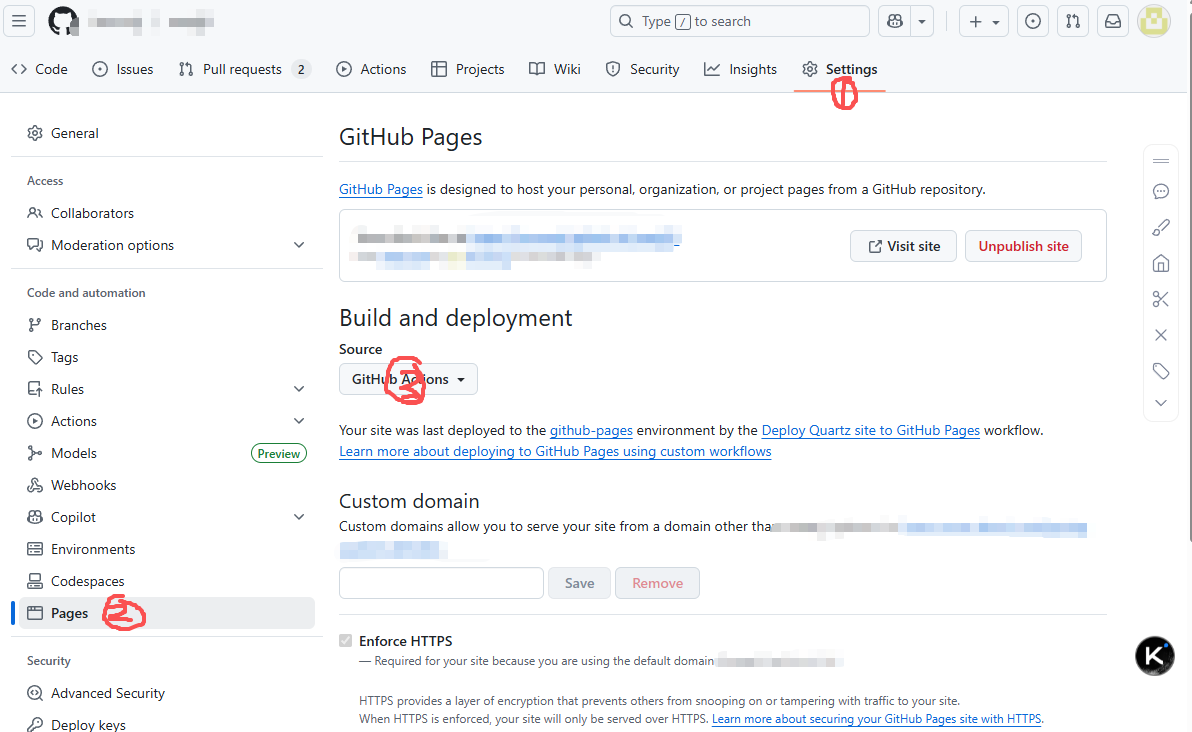 Type / to search
Code Issues Pull requests 2 Actions Projects Wiki Security Insights Settings
1
General
Access
Collaborators
Moderation options
Code and automation
Branches
Tags
Rules
Actions
Models Preview
Webhooks
Copilot
Environments
Codespaces
Pages 2
Security
Advanced Security
Deploy keys
GitHub Pages
GitHub Pages is designed to host your personal, organization, or project pages from a GitHub repository.
Visit site Unpublish site
Build and deployment
Source
GitHub Actions
3
Your site was last deployed to the github-pages environment by the Deploy Quartz site to GitHub Pages workflow.
Learn more about deploying to GitHub Pages using custom workflows
Custom domain
Custom domains allow you to serve your site from a domain other tha
Save Remove
Enforce HTTPS
— Required for your site because you are using the default domain
HTTPS provides a layer of encryption that prevents others from snooping on or tampering with traffic to your site.
When HTTPS is enforced, your site will only be served over HTTPS. Learn more about securing your GitHub Pages site with HTTPS.
K